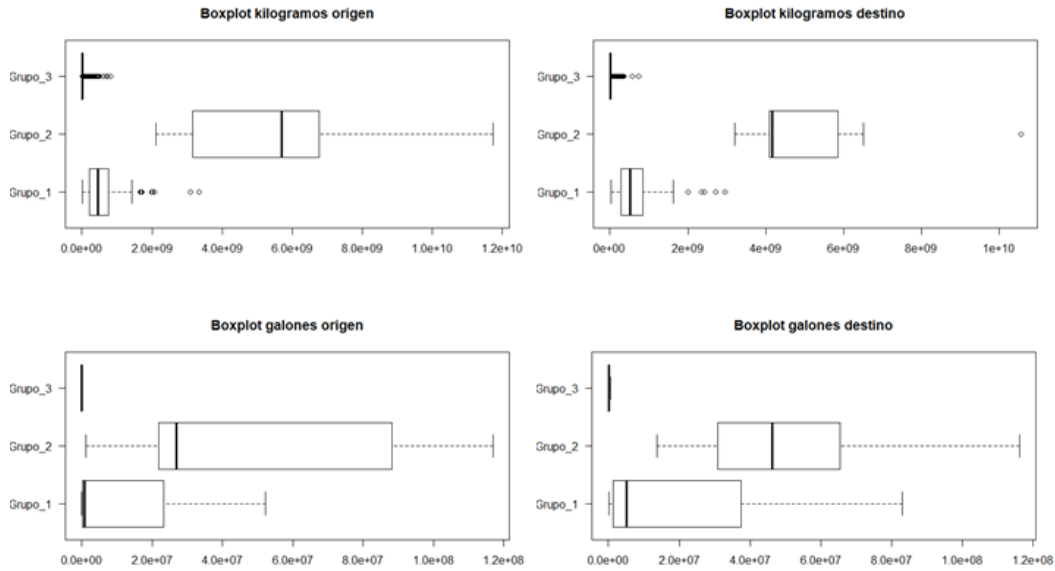 Boxplot kilogramos origen
Grupo_3
Grupo_2
Grupo_1
0.0e+00 2.0e+09 4.0e+09 6.0e+09 8.0e+09 1.0e+10 1.2e+10
Boxplot kilogramos destino
Grupo_3
Grupo_2
Grupo_1
0e+00 2e+09 4e+09 6e+09 8e+09 1e+10
Boxplot galones origen
Grupo_3
Grupo_2
Grupo_1
0.0e+00 2.0e+07 4.0e+07 6.0e+07 8.0e+07 1.0e+08 1.2e+08
Boxplot galones destino
Grupo_3
Grupo_2
Grupo_1
0.0e+00 2.0e+07 4.0e+07 6.0e+07 8.0e+07 1.0e+08 1.2e+08